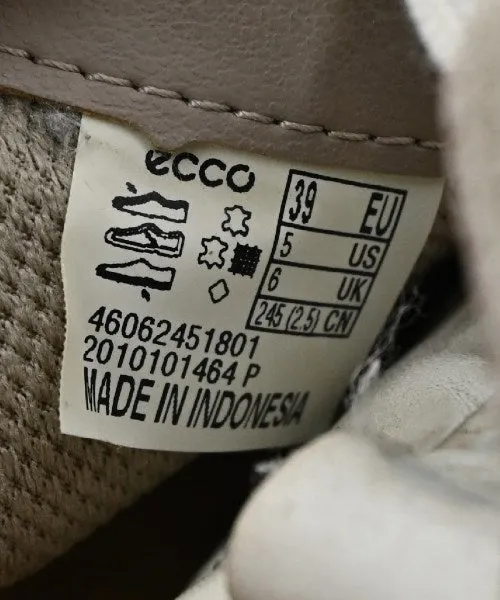 ecco
39 EU
5 US
6 UK
245 (2.5) CN
46062451801
2010101464 P
MADE IN INDONESIA